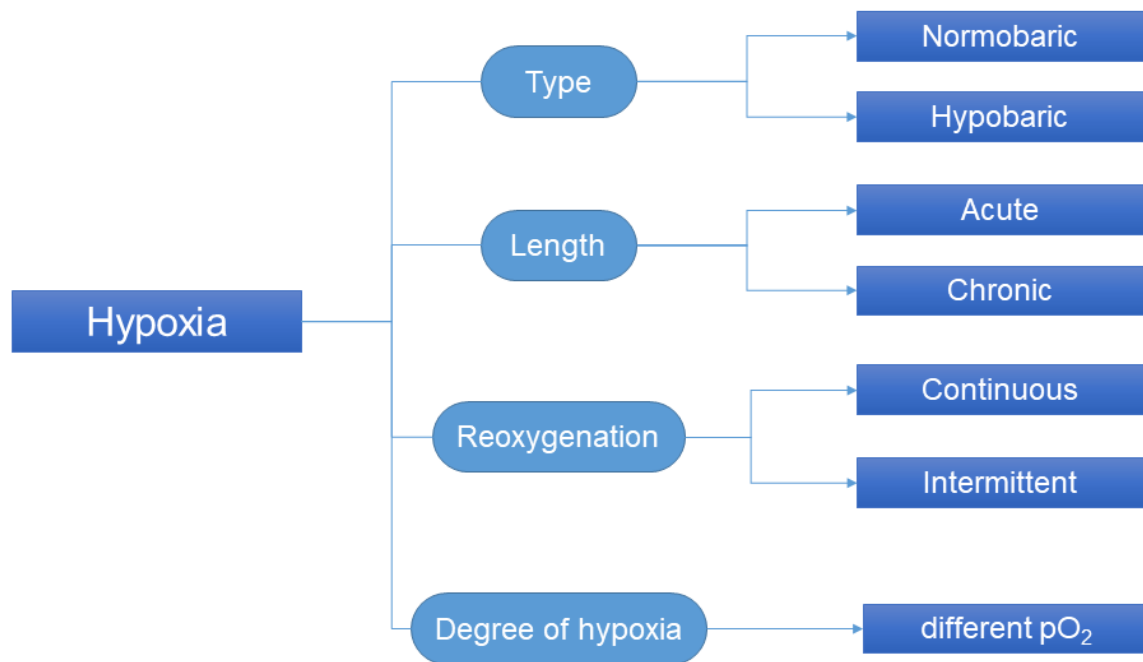 Hypoxia
Type
Normobaric
Hypobaric
Length
Acute
Chronic
Reoxygenation
Continuous
Intermittent
Degree of hypoxia
different pO₂